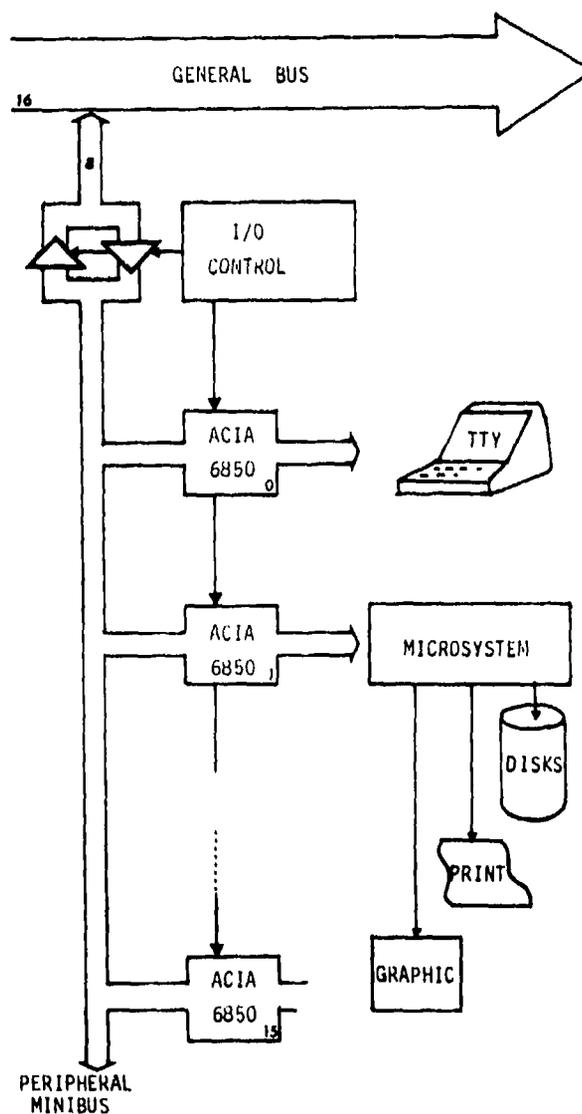 GENERAL BUS
16
8
I/O
CONTROL
ACIA
6850
0
TTY
ACIA
6850
1
MICROSYSTEM
DISKS
PRINT
GRAPHIC
ACIA
6850
15
PERIPHERAL
MINIBUS